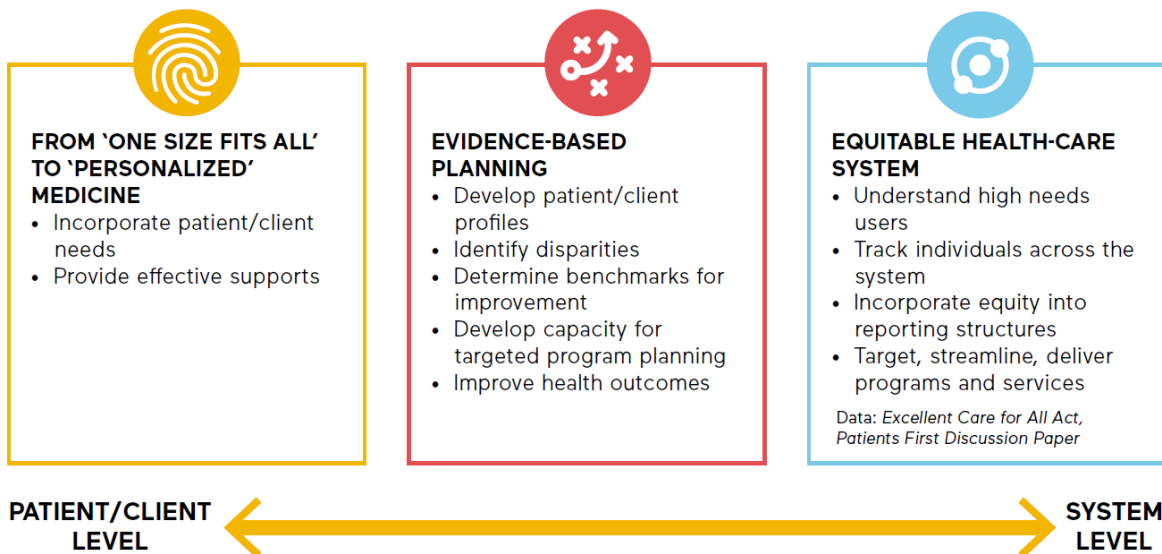 FROM ‘ONE SIZE FITS ALL’
TO ‘PERSONALIZED’
MEDICINE
• Incorporate patient/client
needs
• Provide effective supports
EVIDENCE-BASED
PLANNING
• Develop patient/client
profiles
• Identify disparities
• Determine benchmarks for
improvement
• Develop capacity for
targeted program planning
• Improve health outcomes
EQUITABLE HEALTH-CARE
SYSTEM
• Understand high needs
users
• Track individuals across the
system
• Incorporate equity into
reporting structures
• Target, streamline, deliver
programs and services
Data: Excellent Care for All Act,
Patients First Discussion Paper
PATIENT/CLIENT
LEVEL
SYSTEM
LEVEL